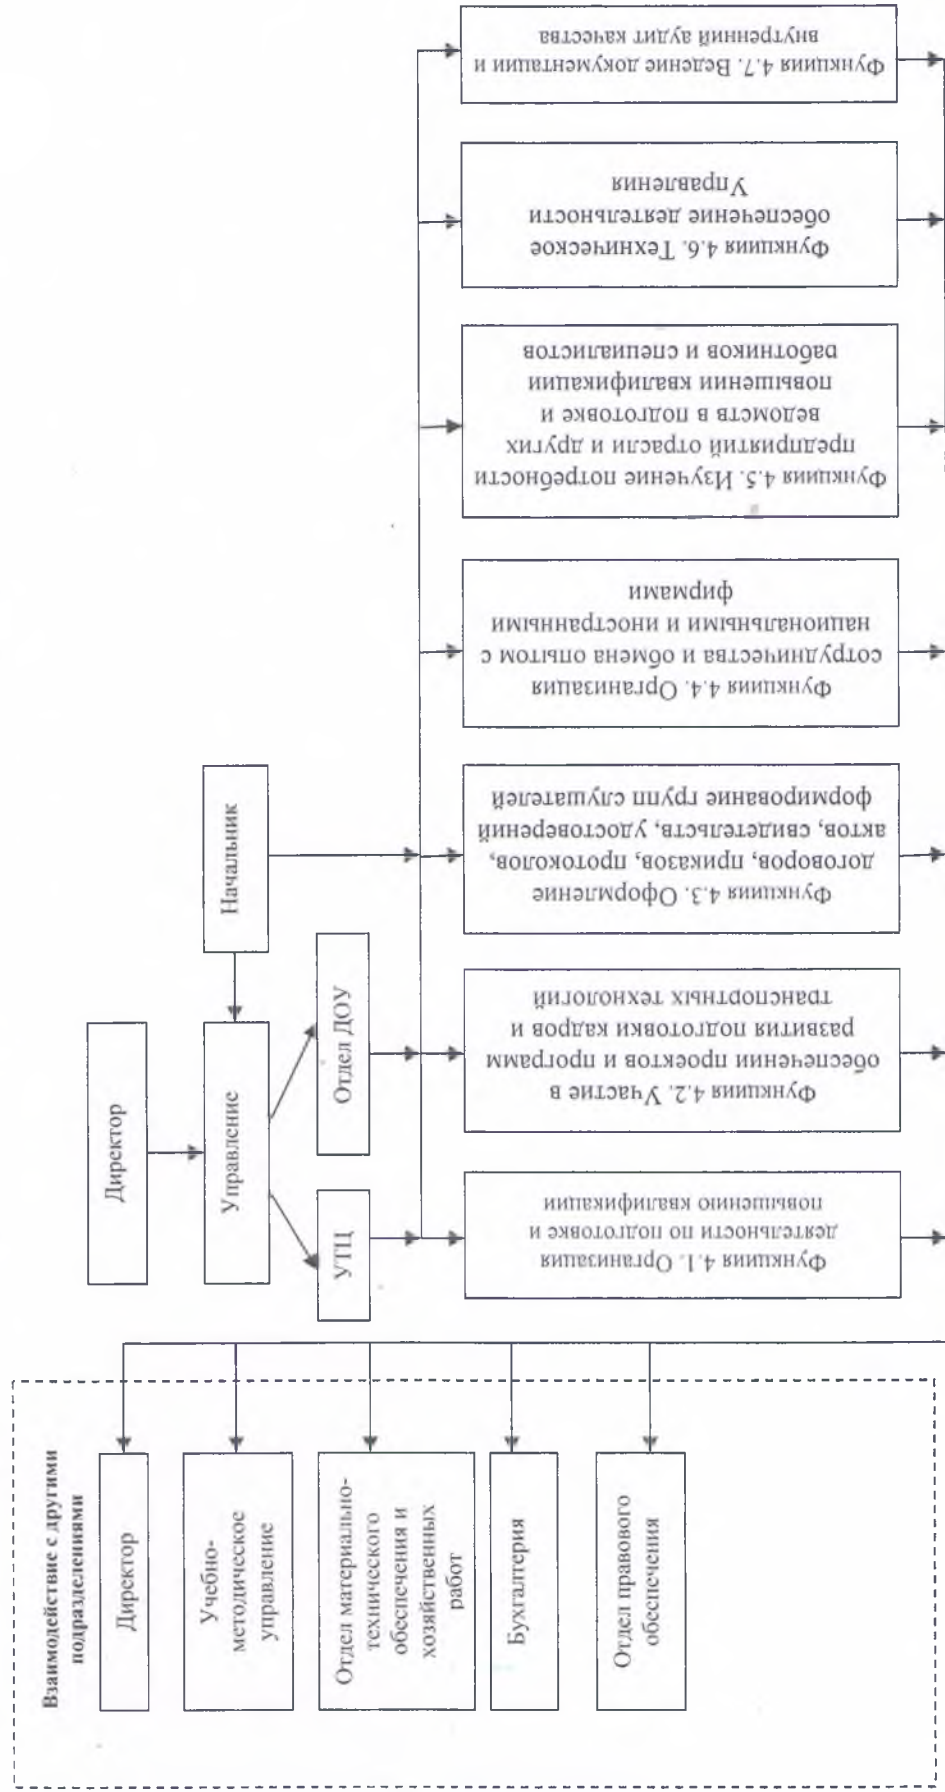 Взаимодействие с другими
подразделениями
Директор
Учебно-
методическое
управление
Отдел материально-
технического
обеспечения и
хозяйственных
работ
Бухгалтерия
Отдел правового
обеспечения
Директор
Управление
Начальник
УТЦ
Отдел ДОУ
Функция 4.1. Организация
деятельности по подготовке и
повышению квалификации
Функция 4.2. Участие в
обеспечении проектов и программ
развития подготовки кадров и
транспортных технологий
Функция 4.3. Оформление
договоров, приказов, протоколов,
актов, свидетельств, удостоверений
формирование групп слушателей
Функция 4.4. Организация
сотрудничества и обмена опытом с
национальными и иностранными
фирмами
Функция 4.5. Изучение потребности
предприятий отрасли и других
ведомств в подготовке и
повышении квалификации
работников и специалистов
Функция 4.6. Техническое
обеспечение деятельности
Управления
Функция 4.7. Ведение документации и
внутренний аудит качества